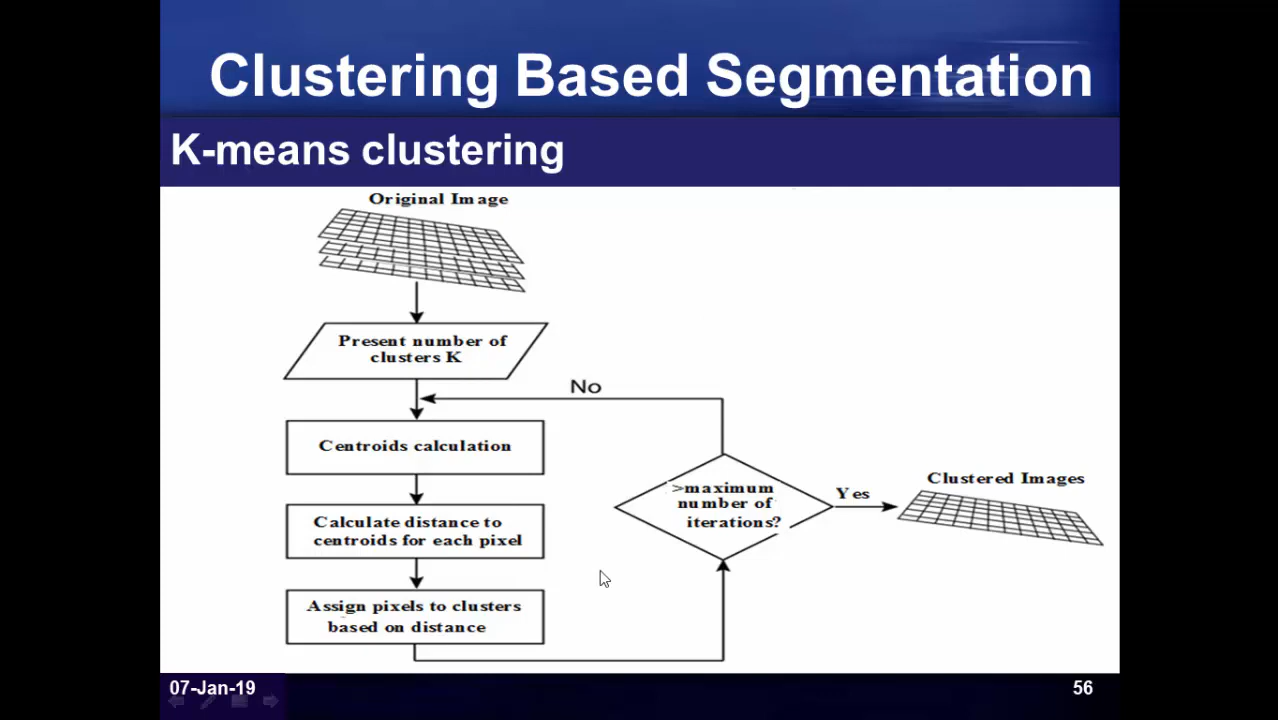 Clustering Based Segmentation
K-means clustering
Original Image
Present number of
clusters K
No
Centroids calculation
Calculate distance to
centroids for each pixel
Assign pixels to clusters
based on distance
>maximum
number of
iterations?
Yes
Clustered Images
07-Jan-19
56